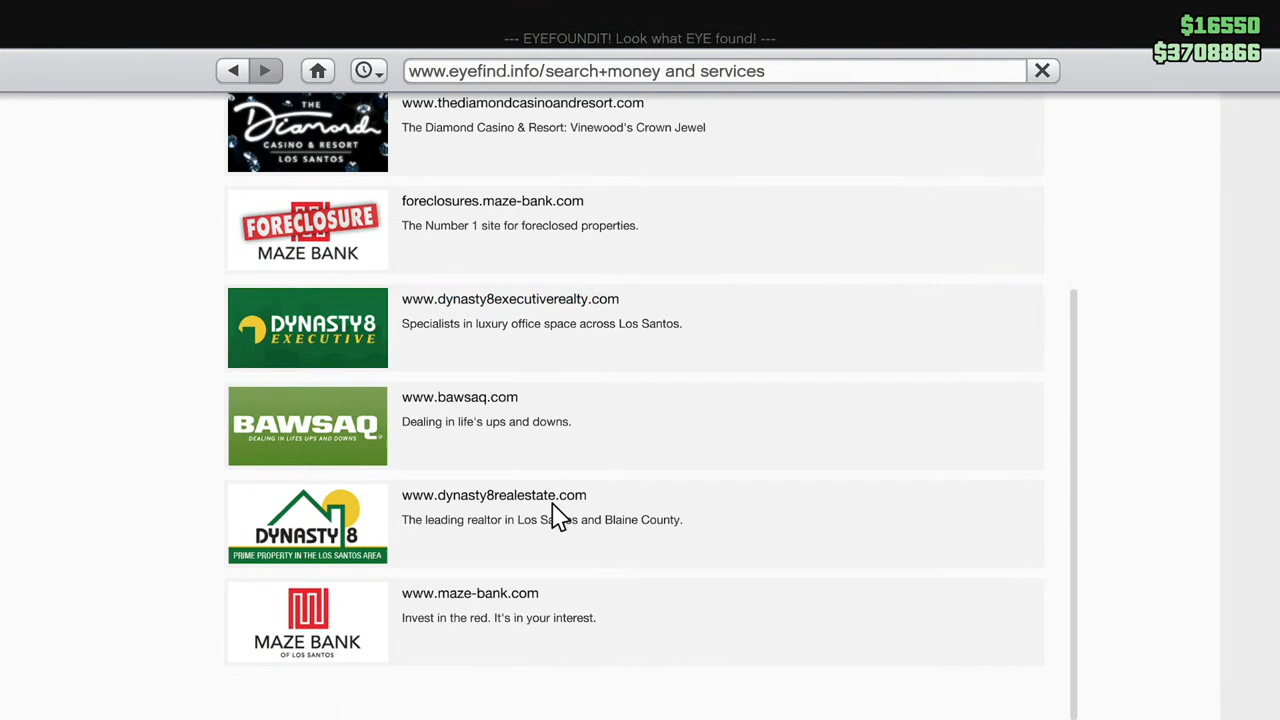 $16550
--- EYEFOUNDIT! Look what EYE found! ---
$3708866
www.eyefind.info/search+money and services
THE
Diamond
CASINO & RESORT
LOS SANTOS
www.thediamondcasinoandresort.com
The Diamond Casino & Resort: Vinewood's Crown Jewel
FORECLOSURE
MAZE BANK
foreclosures.maze-bank.com
The Number 1 site for foreclosed properties.
DYNASTY 8
EXECUTIVE
www.dynasty8executiverealty.com
Specialists in luxury office space across Los Santos.
BAWSAQ
DEALING IN LIFES UPS AND DOWNS
www.bawsaq.com
Dealing in life's ups and downs.
DYNASTY 8
PRIME PROPERTY IN THE LOS SANTOS AREA
www.dynasty8realestate.com
The leading realtor in Los Santos and Blaine County.
MAZE BANK
OF LOS SANTOS
www.maze-bank.com
Invest in the red. It's in your interest.